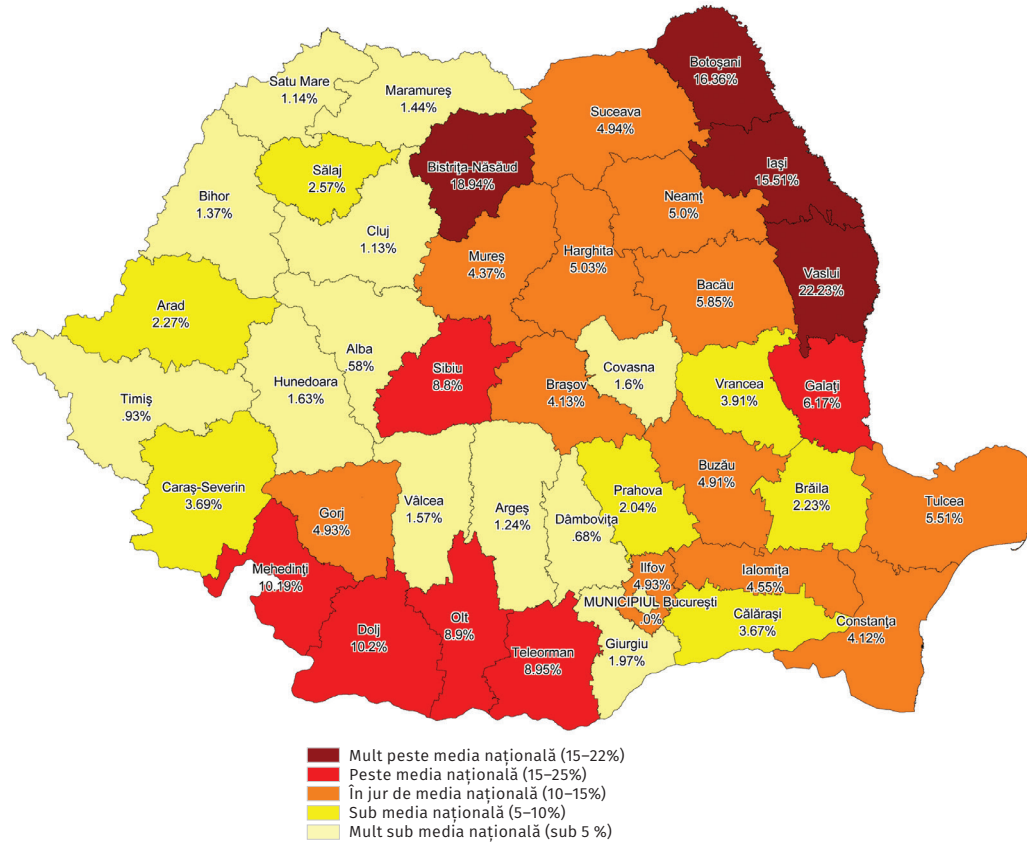 Botoşani
16.36%
Satu Mare
1.14%
Maramureş
1.44%
Suceava
4.94%
Iaşi
15.51%
Bistriţa-Năsăud
18.94%
Sălaj
2.57%
Bihor
1.37%
Neamţ
5.0%
Cluj
1.13%
Mureş
4.37%
Harghita
5.03%
Vaslui
22.23%
Bacău
5.85%
Arad
2.27%
Alba
58%
Sibiu
8.8%
Covasna
1.6%
Hunedoara
1.63%
Braşov
4.13%
Vrancea
3.91%
Galaţi
6.17%
Timiş
.93%
Buzău
4.91%
Caraş-Severin
3.69%
Prahova
2.04%
Brăila
2.23%
Tulcea
5.51%
Vâlcea
1.57%
Argeş
1.24%
Gorj
4.93%
Dâmboviţa
.68%
Mehedinţi
10.19%
Ilfov
4.93%
Ialomiţa
4.55%
MUNICIPIUL Bucureşti
.0%
Olt
8.9%
Călăraşi
3.67%
Constanţa
4.12%
Dolj
10.2%
Teleorman
8.95%
Giurgiu
1.97%
Mult peste media națională (15–22%)
Peste media națională (15–25%)
În jur de media națională (10–15%)
Sub media națională (5–10%)
Mult sub media națională (sub 5 %)